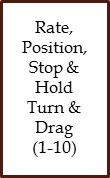 Rate,
Position,
Stop &
Hold
Turn &
Drag
(1-10)